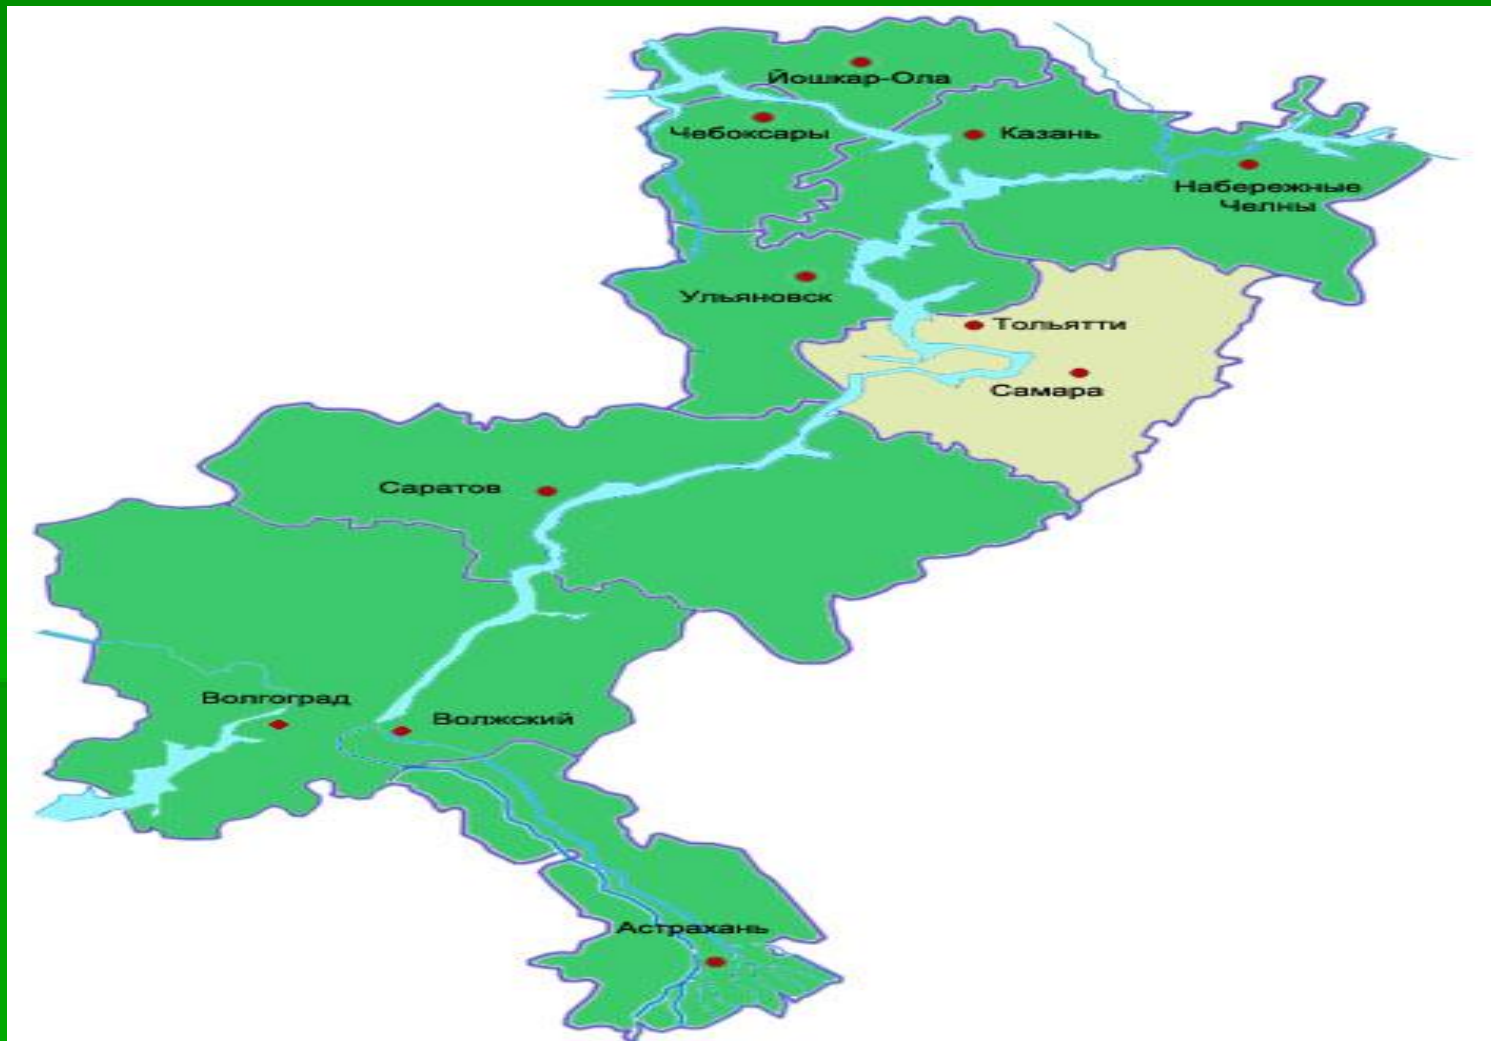 Йошкар-Ола
Чебоксары
Казань
Набережные
Челны
Ульяновск
Тольятти
Самара
Саратов
Волгоград
Волжский
Астрахань